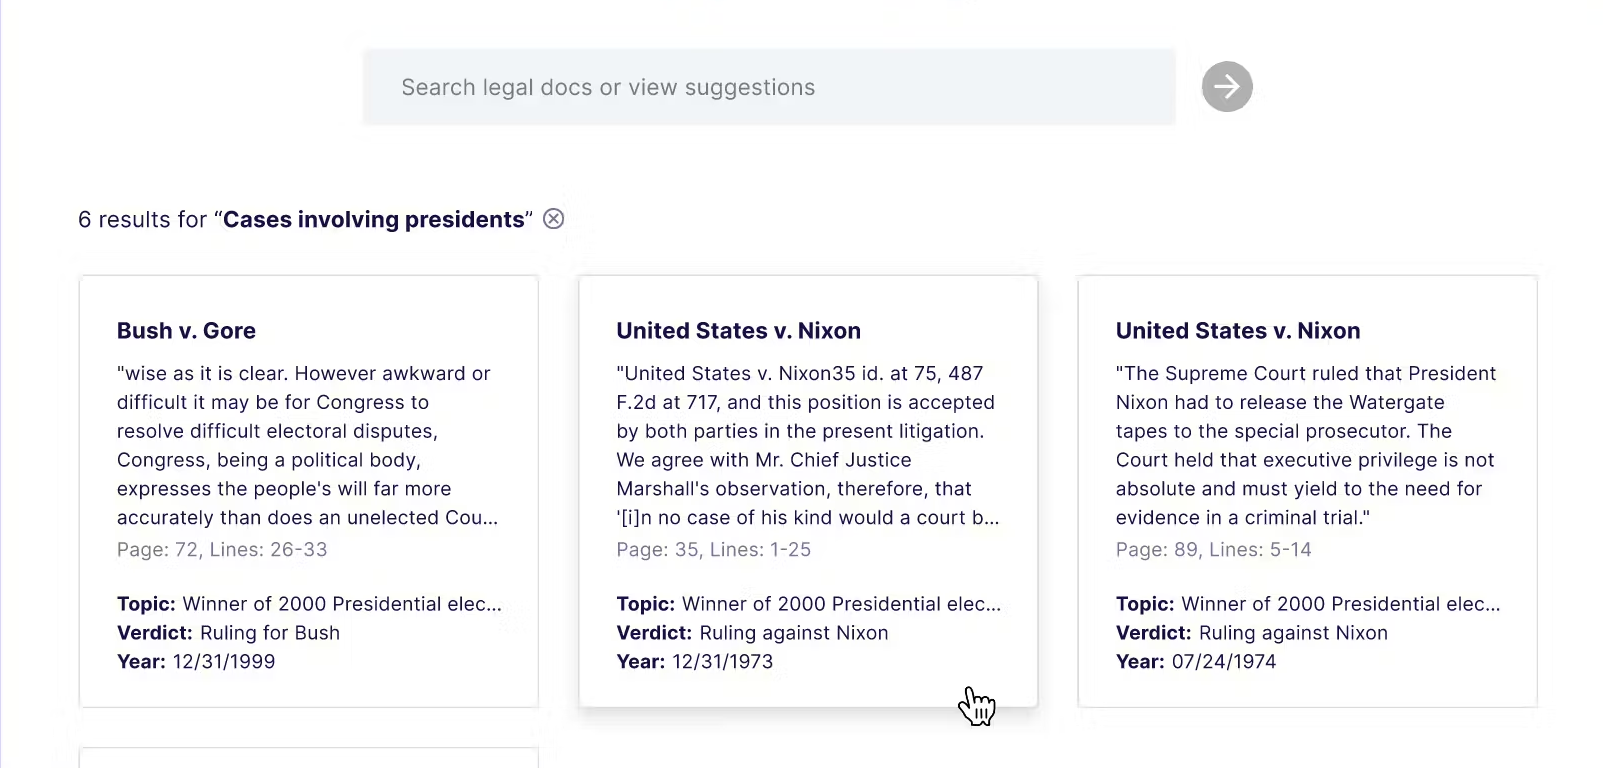 Search legal docs or view suggestions
6 results for “Cases involving presidents”
Bush v. Gore
"wise as it is clear. However awkward or
difficult it may be for Congress to
resolve difficult electoral disputes,
Congress, being a political body,
expresses the people's will far more
accurately than does an unelected Cou...
Page: 72, Lines: 26-33
Topic: Winner of 2000 Presidential elec...
Verdict: Ruling for Bush
Year: 12/31/1999
United States v. Nixon
"United States v. Nixon35 id. at 75, 487
F.2d at 717, and this position is accepted
by both parties in the present litigation.
We agree with Mr. Chief Justice
Marshall's observation, therefore, that
'[i]n no case of his kind would a court b...
Page: 35, Lines: 1-25
Topic: Winner of 2000 Presidential elec...
Verdict: Ruling against Nixon
Year: 12/31/1973
United States v. Nixon
"The Supreme Court ruled that President
Nixon had to release the Watergate
tapes to the special prosecutor. The
Court held that executive privilege is not
absolute and must yield to the need for
evidence in a criminal trial."
Page: 89, Lines: 5-14
Topic: Winner of 2000 Presidential elec...
Verdict: Ruling against Nixon
Year: 07/24/1974